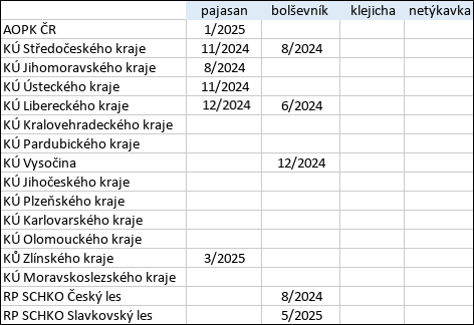 pajasan bolševník klejicha netýkavka
AOPK ČR 1/2025
KÚ Středočeského kraje 11/2024 8/2024
KÚ Jihomoravského kraje 8/2024
KÚ Ústeckého kraje 11/2024
KÚ Libereckého kraje 12/2024 6/2024
KÚ Kralovehradeckého kraje
KÚ Pardubického kraje
KÚ Vysočina 12/2024
KÚ Jihočeského kraje
KÚ Plzeňského kraje
KÚ Karlovarského kraje
KÚ Olomouckého kraje
KŮ Zlínského kraje 3/2025
KÚ Moravskoslezského kraje
RP SCHKO Český les 8/2024
RP SCHKO Slavkovský les 5/2025